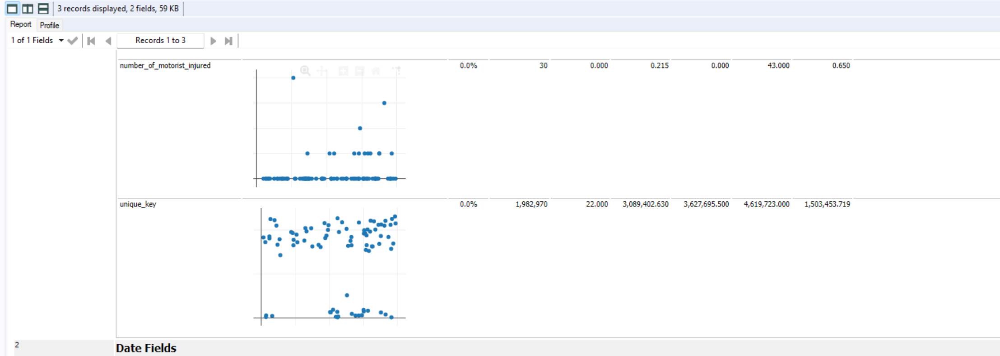 3 records displayed, 2 fields, 59 KB
Report Profile
1 of 1 Fields Records 1 to 3
number_of_motorist_injured 0.0% 30 0.000 0.215 0.000 43.000 0.650
unique_key 0.0% 1,982,970 22.000 3,089,402.630 3,627,695.500 4,619,723.000 1,503,453.719
2 Date Fields